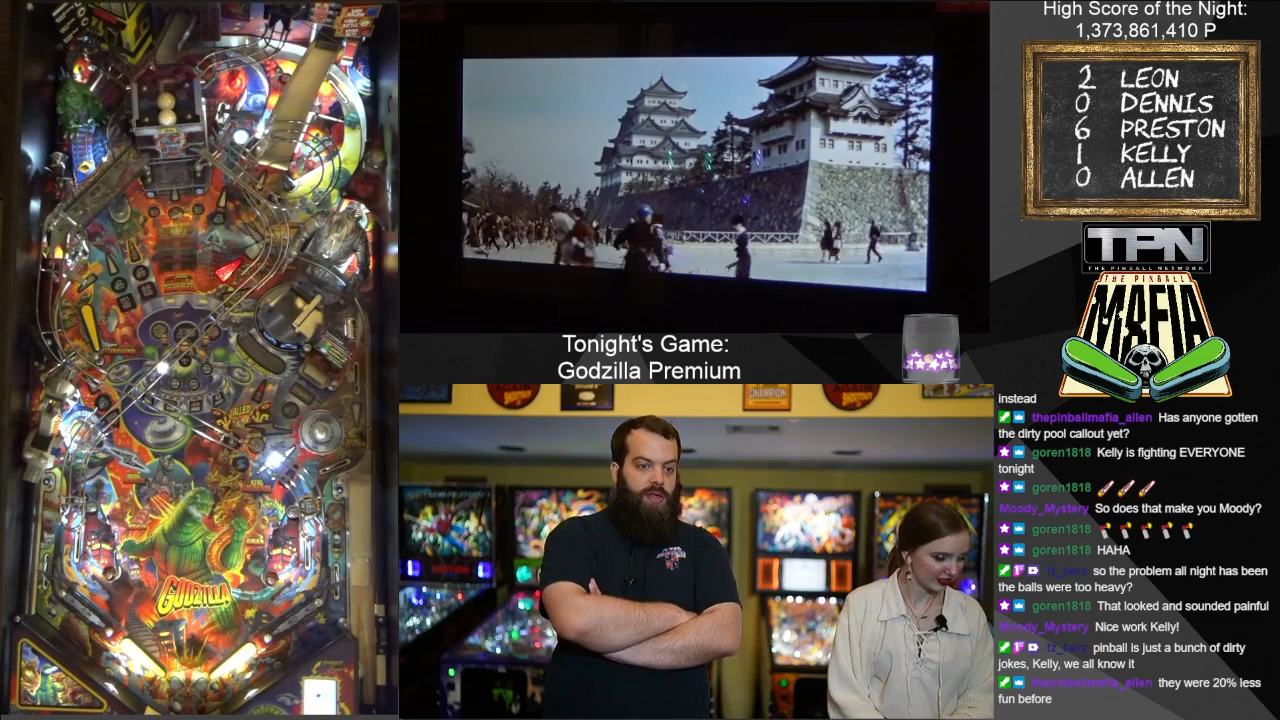 High Score of the Night:
1,373,861,410 P
2 LEON
0 DENNIS
6 PRESTON
1 KELLY
0 ALLEN
TPN
THE PINBALL NETWORK
THE PINBALL
MAFIA
Tonight's Game:
Godzilla Premium
CHAMPION
AGAIN
SHOOTOUT
GODZILLA
instead
thepinballmafia_allen Has anyone gotten
the dirty pool callout yet?
goren1818 Kelly is fighting EVERYONE
tonight
goren1818
Moody_Mystery So does that make you Moody?
goren1818
goren1818 HAHA
fz_berz so the problem all night has been
the balls were too heavy?
goren1818 That looked and sounded painful
Moody_Mystery Nice work Kelly!
fz_berz pinball is just a bunch of dirty
jokes, Kelly, we all know it
thepinballmafia_allen they were 20% less
fun before